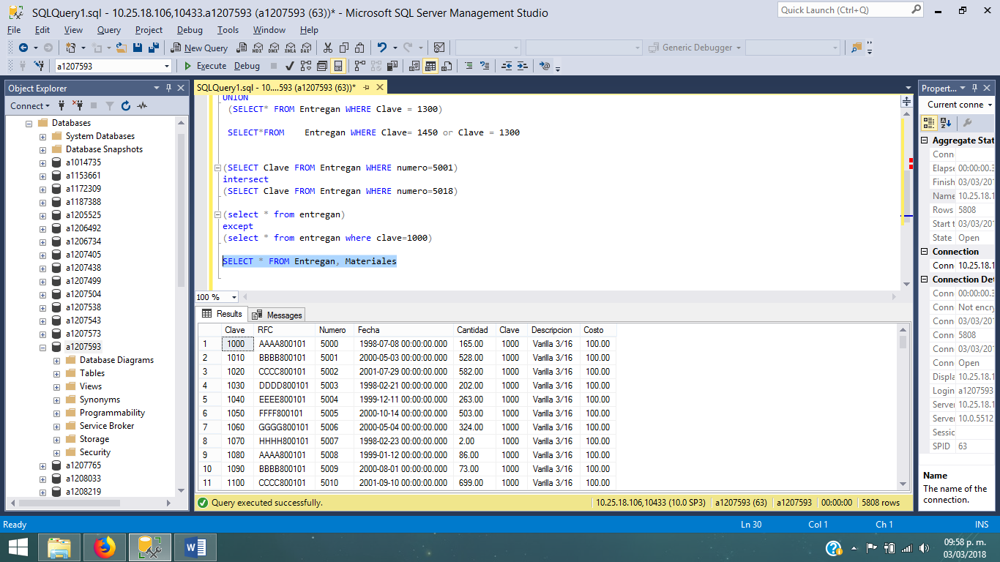 SQLQuery1.sql - 10.25.18.106,10433.a1207593 (a1207593 (63))* - Microsoft SQL Server Management Studio
Quick Launch (Ctrl+Q)
File Edit View Query Project Debug Tools Window Help
New Query
MDX DMX XMLA DAX
Generic Debugger
a1207593
Execute Debug
Object Explorer
Connect
Databases
System Databases
Database Snapshots
a1014735
a1153661
a1172309
a1187388
a1205525
a1206492
a1206734
a1207405
a1207438
a1207499
a1207504
a1207538
a1207543
a1207573
a1207593
Database Diagrams
Tables
Views
Synonyms
Programmability
Service Broker
Storage
Security
a1207765
a1208033
a1208219
SQLQuery1.sql - 10....593 (a1207593 (63))*
UNION
(SELECT* FROM Entregan WHERE Clave = 1300)
SELECT*FROM    Entregan WHERE Clave= 1450 or Clave = 1300
(SELECT Clave FROM Entregan WHERE numero=5001)
intersect
(SELECT Clave FROM Entregan WHERE numero=5018)
(select * from entregan)
except
(select * from entregan where clave=1000)
SELECT * FROM Entregan, Materiales
100 %
Results Messages
Clave RFC Numero Fecha Cantidad Clave Descripcion Costo
1 1000 AAAA800101 5000 1998-07-08 00:00:00.000 165.00 1000 Varilla 3/16 100.00
2 1010 BBBB800101 5001 2000-05-03 00:00:00.000 528.00 1000 Varilla 3/16 100.00
3 1020 CCCC800101 5002 2001-07-29 00:00:00.000 582.00 1000 Varilla 3/16 100.00
4 1030 DDDD800101 5003 1998-02-21 00:00:00.000 202.00 1000 Varilla 3/16 100.00
5 1040 EEEE800101 5004 1999-12-11 00:00:00.000 263.00 1000 Varilla 3/16 100.00
6 1050 FFFF800101 5005 2000-10-14 00:00:00.000 503.00 1000 Varilla 3/16 100.00
7 1060 GGGG800101 5006 2000-05-04 00:00:00.000 324.00 1000 Varilla 3/16 100.00
8 1070 HHHH800101 5007 1998-02-23 00:00:00.000 2.00 1000 Varilla 3/16 100.00
9 1080 AAAA800101 5008 1999-01-12 00:00:00.000 86.00 1000 Varilla 3/16 100.00
10 1090 BBBB800101 5009 2000-08-01 00:00:00.000 73.00 1000 Varilla 3/16 100.00
11 1100 CCCC800101 5010 2001-09-10 00:00:00.000 699.00 1000 Varilla 3/16 100.00
Query executed successfully.
10.25.18.106,10433 (10.0 SP3) a1207593 (63) a1207593 00:00:00 5808 rows
Propert...
Current conne
Aggregate Stat
Conn
Elapse 00:00:00.3
Finish 03/03/201
Name 10.25.18.1
Rows 5808
Start t 03/03/201
State Open
Connection
Conn 10.25.18.1
Connection Det
Conn 00:00:00.3
Conn Not encry
Conn 03/03/201
Conn 5808
Conn 03/03/201
Conn Open
Displa 10.25.18.1
Login a1207593
Server 10.25.18.1
Server 10.0.5512
Sessic
SPID 63
Name
The name of the
connection.
Ready
Ln 30 Col 1 Ch 1 INS
09:58 p. m.
03/03/2018